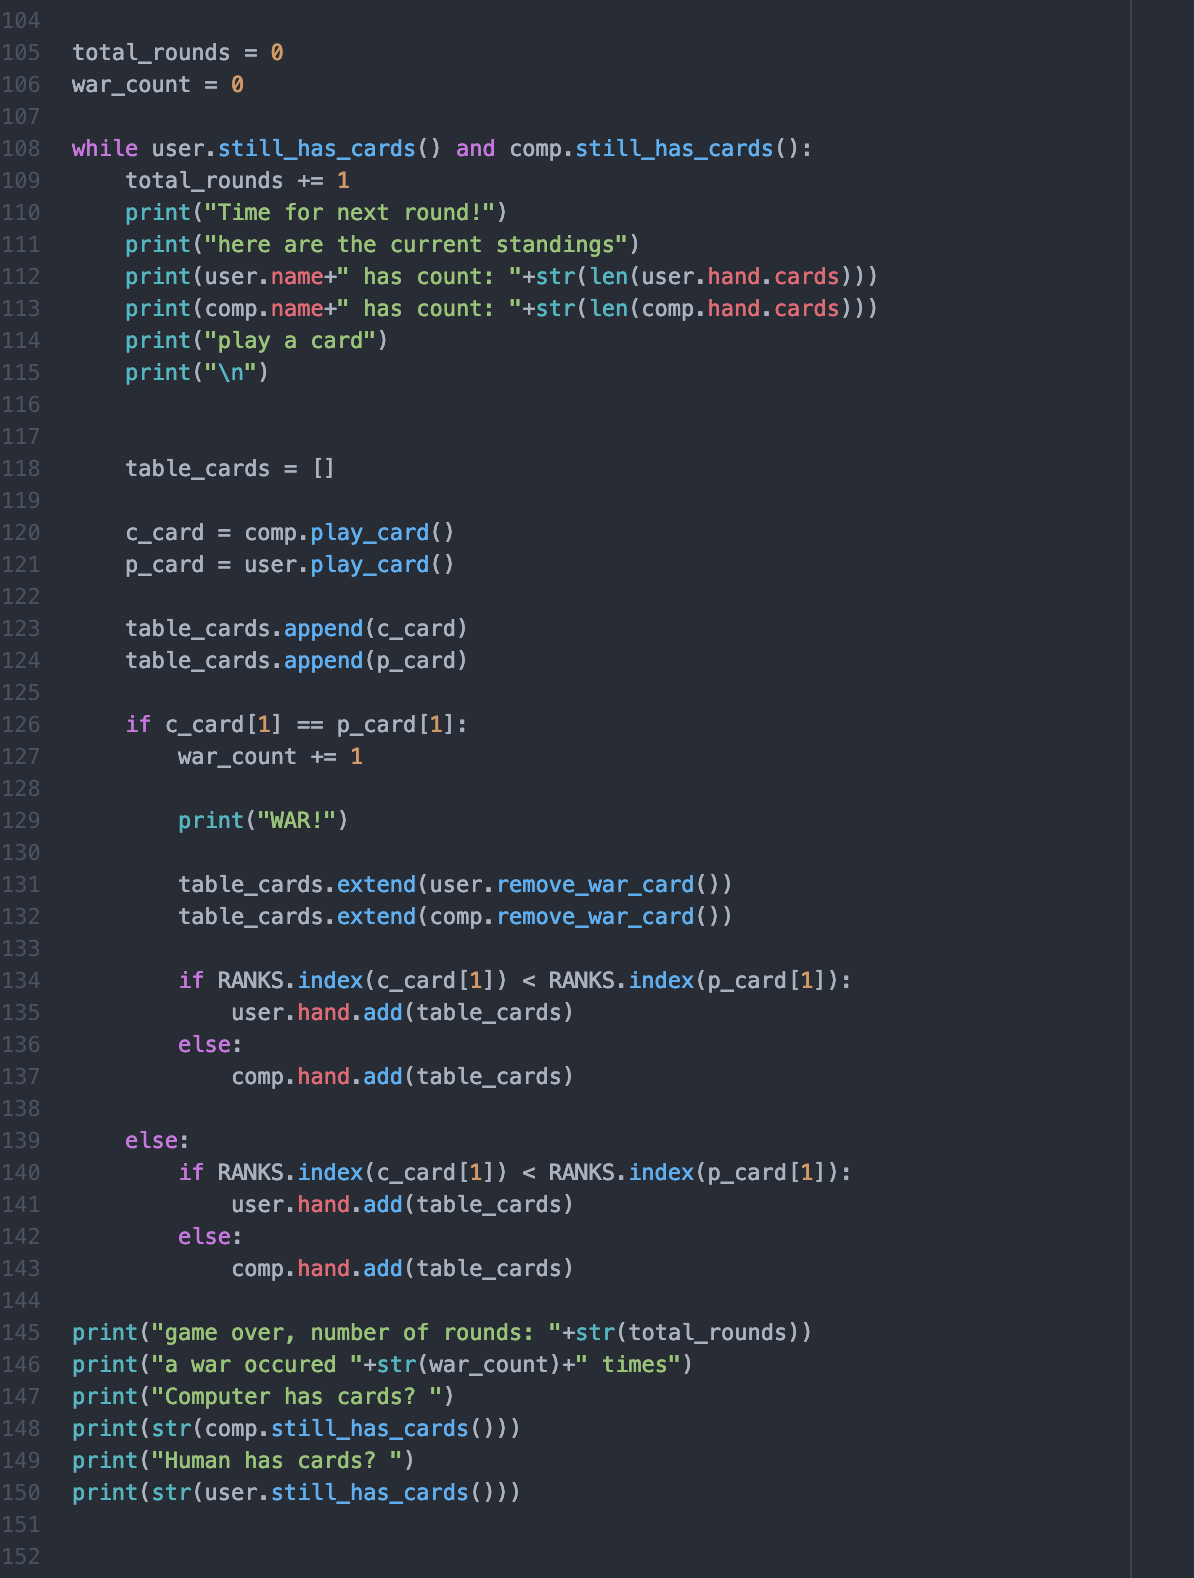 104
105 total_rounds = 0
106 war_count = 0
107
108 while user.still_has_cards() and comp.still_has_cards():
109     total_rounds += 1
110     print("Time for next round!")
111     print("here are the current standings")
112     print(user.name+" has count: "+str(len(user.hand.cards)))
113     print(comp.name+" has count: "+str(len(comp.hand.cards)))
114     print("play a card")
115     print("\n")
116
117
118     table_cards = []
119
120     c_card = comp.play_card()
121     p_card = user.play_card()
122
123     table_cards.append(c_card)
124     table_cards.append(p_card)
125
126     if c_card[1] == p_card[1]:
127         war_count += 1
128
129         print("WAR!")
130
131         table_cards.extend(user.remove_war_card())
132         table_cards.extend(comp.remove_war_card())
133
134         if RANKS.index(c_card[1]) < RANKS.index(p_card[1]):
135             user.hand.add(table_cards)
136         else:
137             comp.hand.add(table_cards)
138
139     else:
140         if RANKS.index(c_card[1]) < RANKS.index(p_card[1]):
141             user.hand.add(table_cards)
142         else:
143             comp.hand.add(table_cards)
144
145 print("game over, number of rounds: "+str(total_rounds))
146 print("a war occured "+str(war_count)+" times")
147 print("Computer has cards? ")
148 print(str(comp.still_has_cards()))
149 print("Human has cards? ")
150 print(str(user.still_has_cards()))
151
152